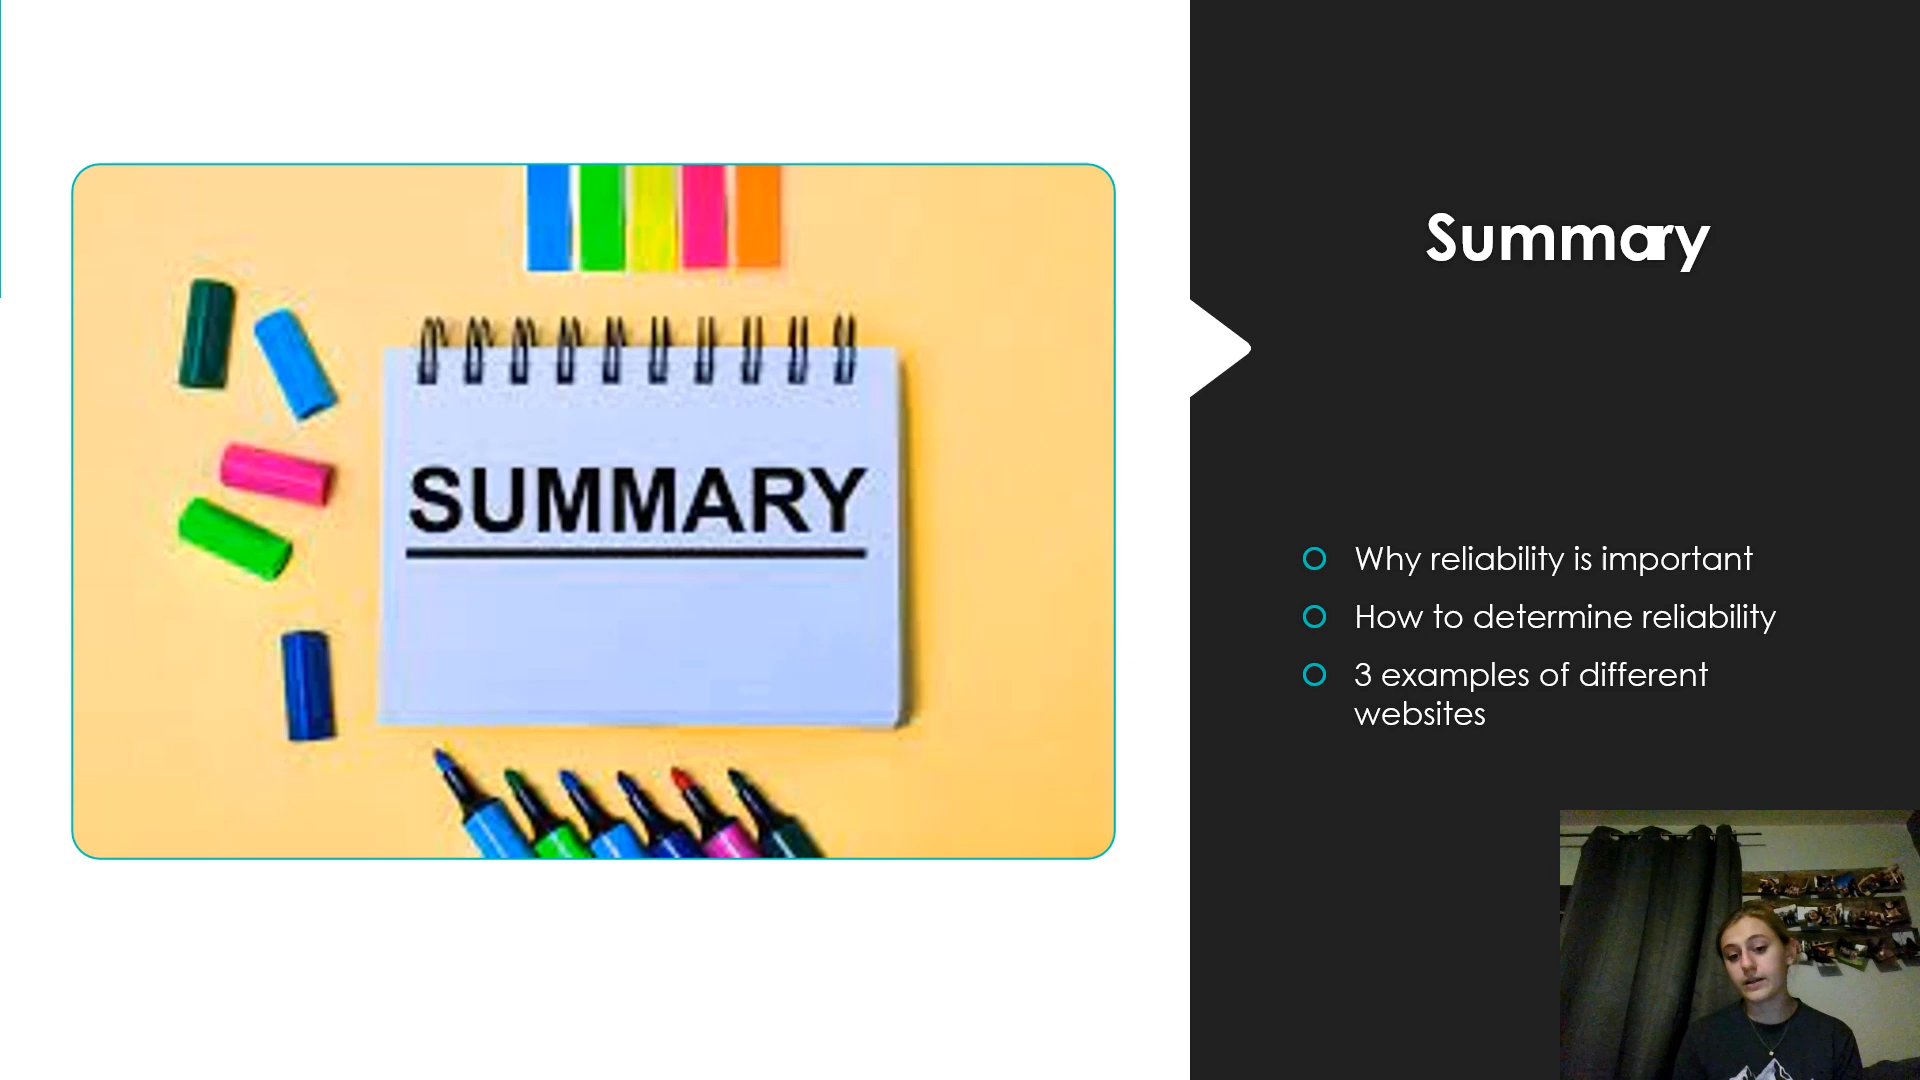 SUMMARY
Summary
Why reliability is important
How to determine reliability
3 examples of different
websites